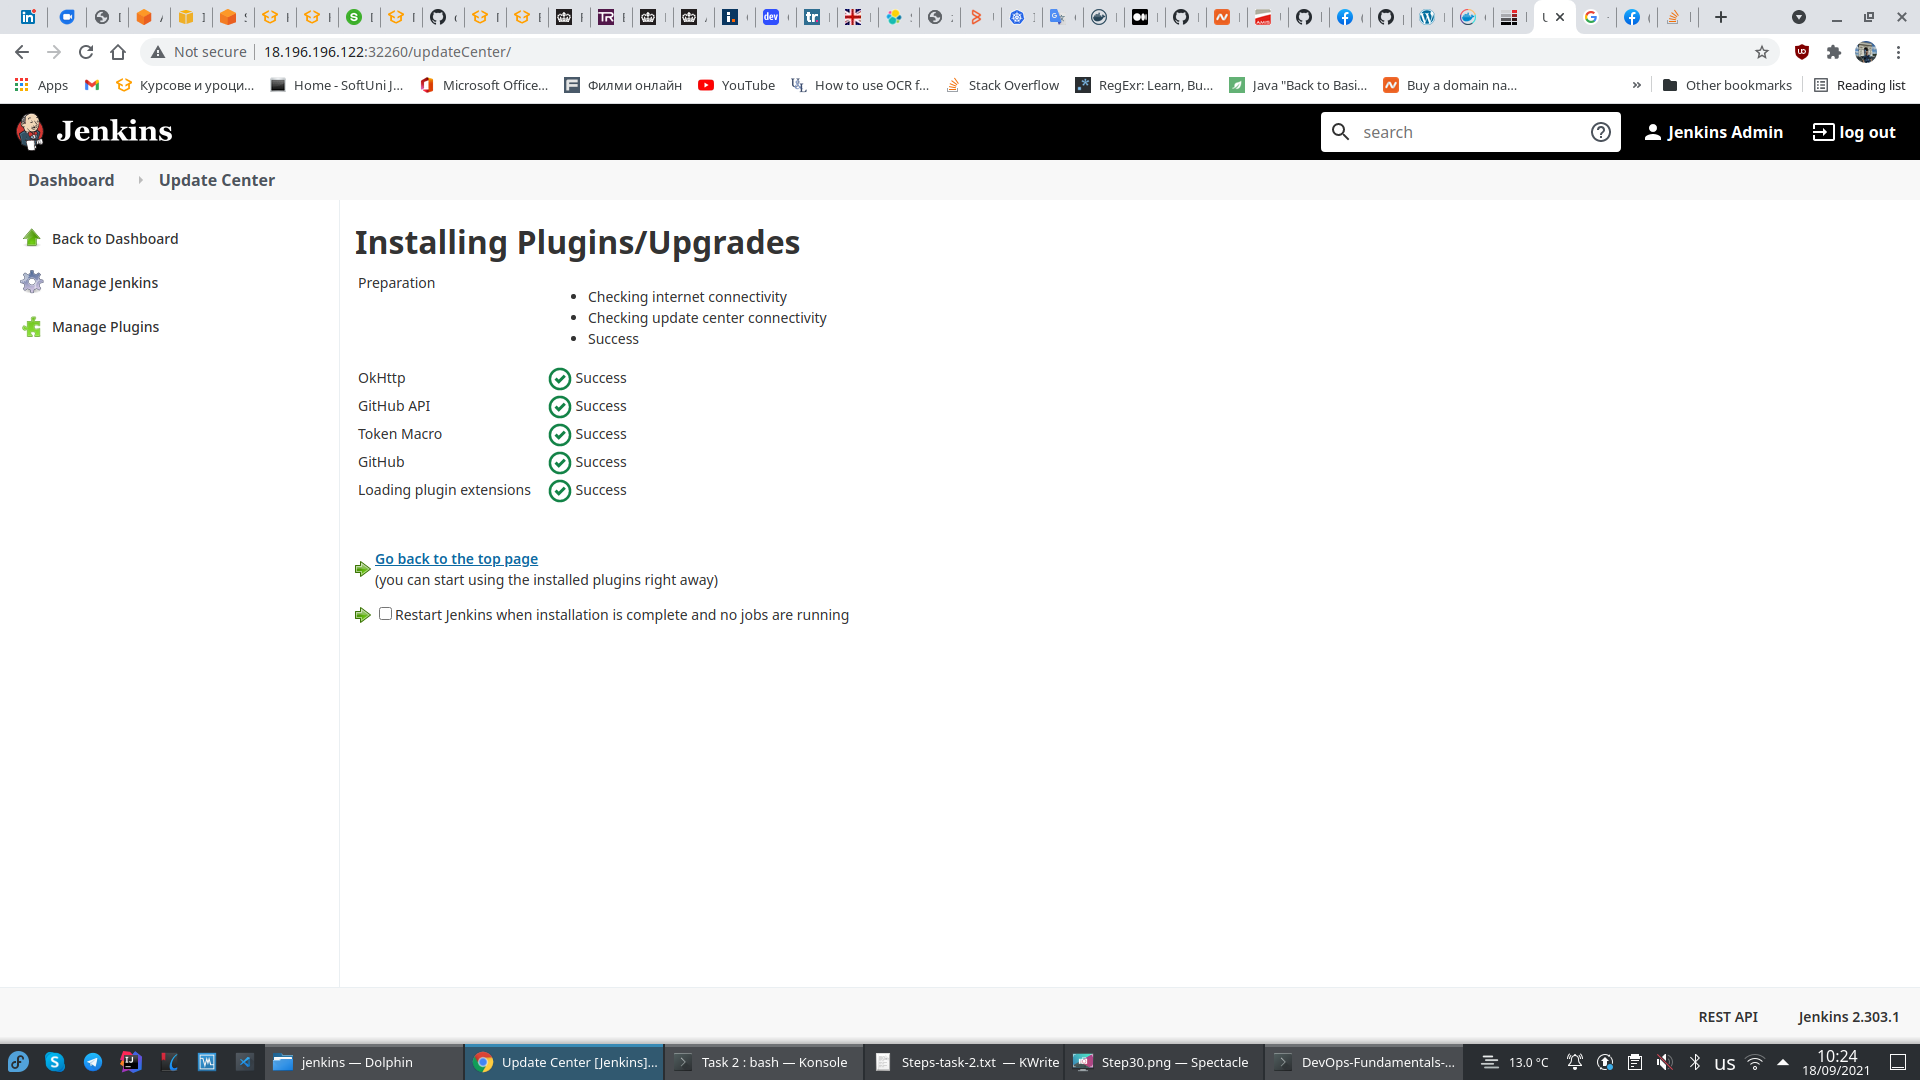 Not secure
18.196.196.122:32260/updateCenter/
Apps
Курсове и уроци...
Home - SoftUni J...
Microsoft Office...
Филми онлайн
YouTube
How to use OCR f...
Stack Overflow
RegExr: Learn, Bu...
Java "Back to Basi...
Buy a domain na...
»
Other bookmarks
Reading list
Jenkins
search
Jenkins Admin
log out
Dashboard
Update Center
Back to Dashboard
Manage Jenkins
Manage Plugins
Installing Plugins/Upgrades
Preparation
Checking internet connectivity
Checking update center connectivity
Success
OkHttp Success
GitHub API Success
Token Macro Success
GitHub Success
Loading plugin extensions Success
Go back to the top page
(you can start using the installed plugins right away)
Restart Jenkins when installation is complete and no jobs are running
REST API
Jenkins 2.303.1
jenkins — Dolphin
Update Center [Jenkins]...
Task 2 : bash — Konsole
Steps-task-2.txt — KWrite
Step30.png — Spectacle
DevOps-Fundamentals-...
13.0 °C
us
10:24
18/09/2021